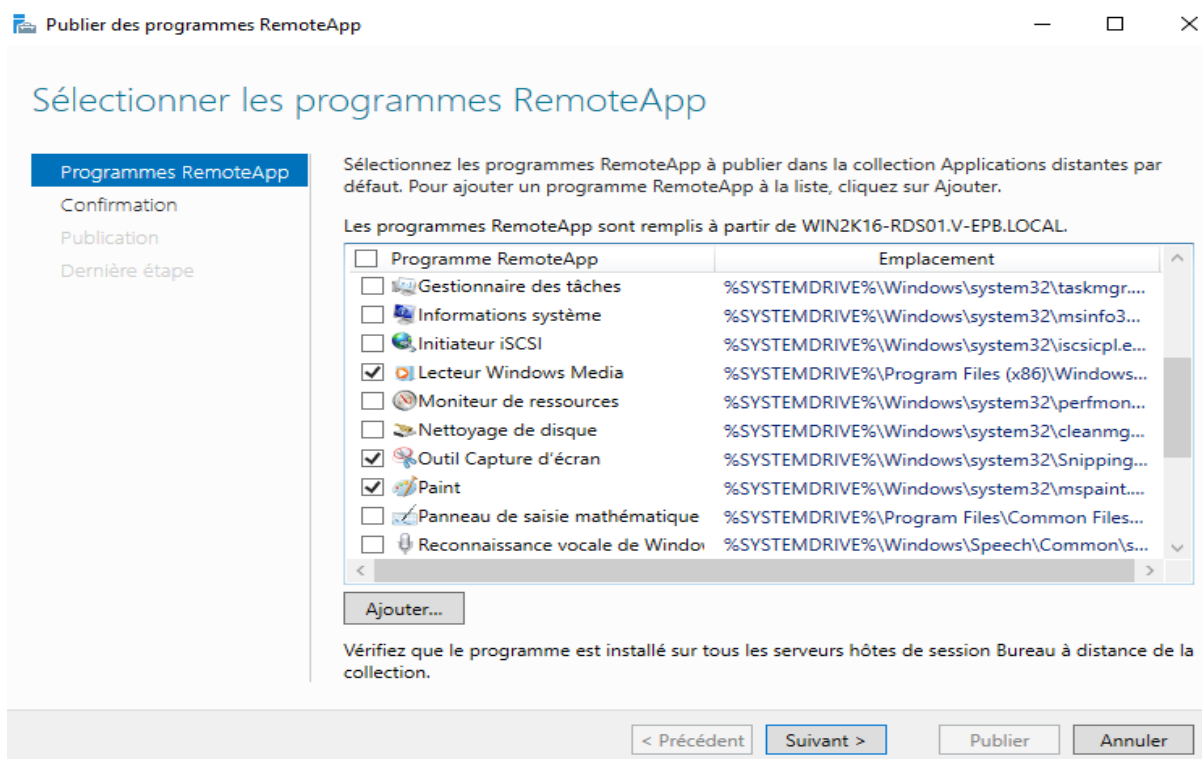 Publier des programmes RemoteApp
Sélectionner les programmes RemoteApp
Programmes RemoteApp
Confirmation
Publication
Dernière étape
Sélectionnez les programmes RemoteApp à publier dans la collection Applications distantes par
défaut. Pour ajouter un programme RemoteApp à la liste, cliquez sur Ajouter.
Les programmes RemoteApp sont remplis à partir de WIN2K16-RDS01.V-EPB.LOCAL.
Programme RemoteApp Emplacement
Gestionnaire des tâches %SYSTEMDRIVE%\Windows\system32\taskmgr....
Informations système %SYSTEMDRIVE%\Windows\system32\msinfo3...
Initiateur iSCSI %SYSTEMDRIVE%\Windows\system32\iscsicpl.e...
Lecteur Windows Media %SYSTEMDRIVE%\Program Files (x86)\Windows...
Moniteur de ressources %SYSTEMDRIVE%\Windows\system32\perfmon...
Nettoyage de disque %SYSTEMDRIVE%\Windows\system32\cleanmg...
Outil Capture d'écran %SYSTEMDRIVE%\Windows\system32\Snipping...
Paint %SYSTEMDRIVE%\Windows\system32\mspaint....
Panneau de saisie mathématique %SYSTEMDRIVE%\Program Files\Common Files...
Reconnaissance vocale de Windo %SYSTEMDRIVE%\Windows\Speech\Common\s...
Ajouter...
Vérifiez que le programme est installé sur tous les serveurs hôtes de session Bureau à distance de la
collection.
< Précédent Suivant > Publier Annuler